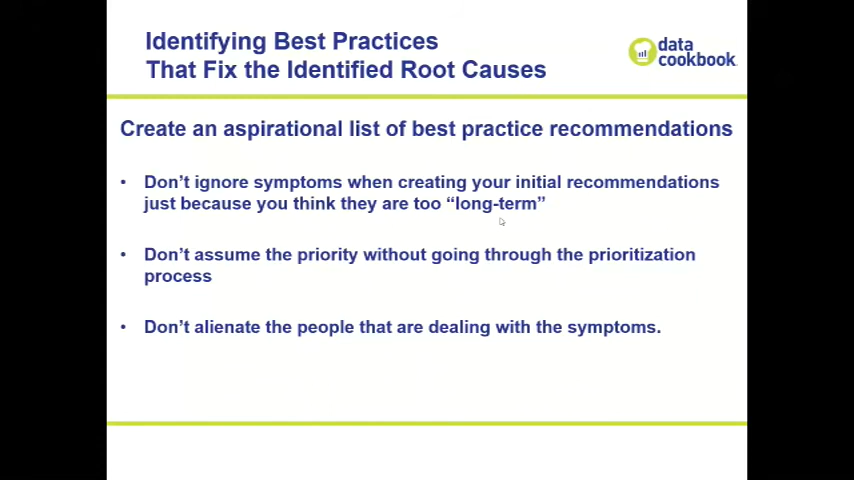 Identifying Best Practices
That Fix the Identified Root Causes
data
cookbook
Create an aspirational list of best practice recommendations
• Don’t ignore symptoms when creating your initial recommendations
just because you think they are too “long-term”
• Don’t assume the priority without going through the prioritization
process
• Don’t alienate the people that are dealing with the symptoms.